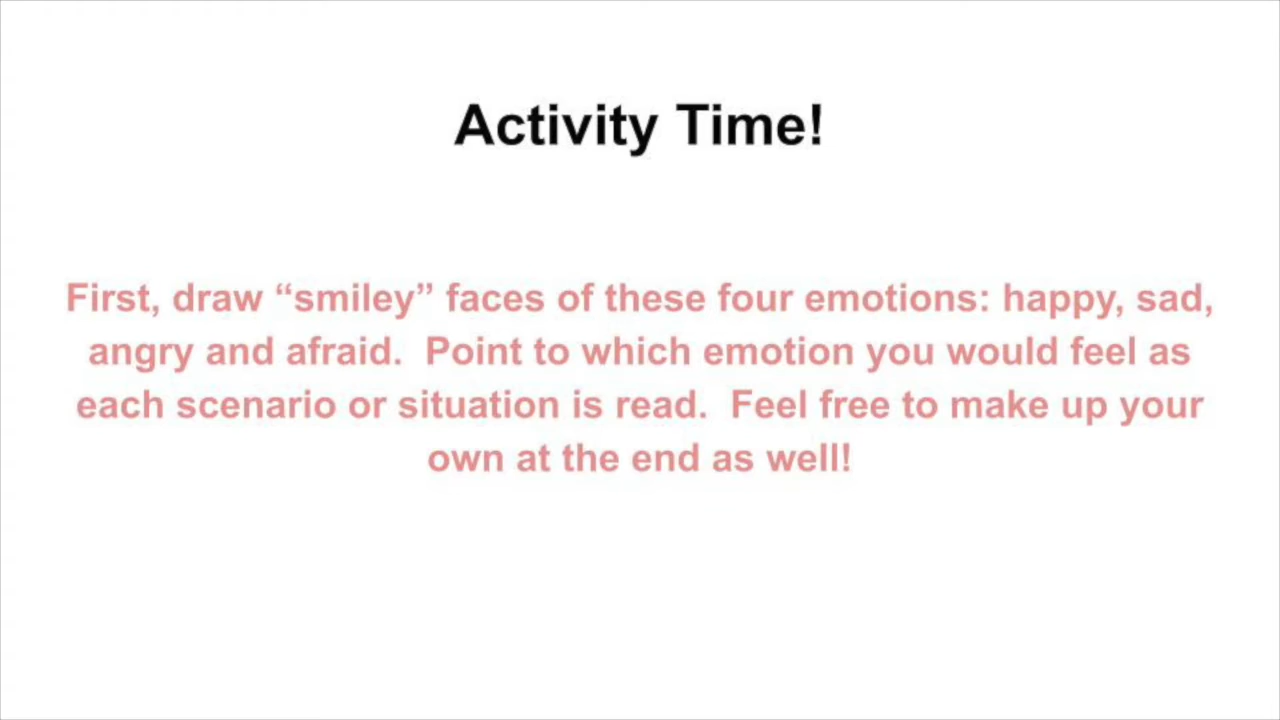 Activity Time!
First, draw “smiley” faces of these four emotions: happy, sad,
angry and afraid.  Point to which emotion you would feel as
each scenario or situation is read.  Feel free to make up your
own at the end as well!